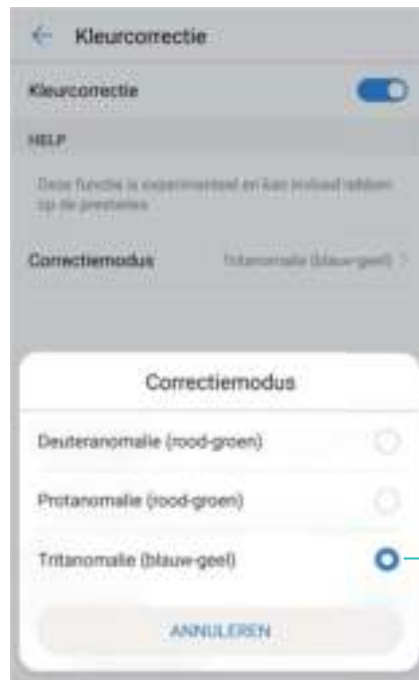 Kleurcorrectie
Kleurcorrectie
HELP
Deze functie is experimenteel en kan invloed hebben
op de prestaties
Correctiemodus Tritanomalie (blauw-geel)
Correctiemodus
Deuteranomalie (rood-groen)
Protanomalie (rood-groen)
Tritanomalie (blauw-geel)
ANNULEREN